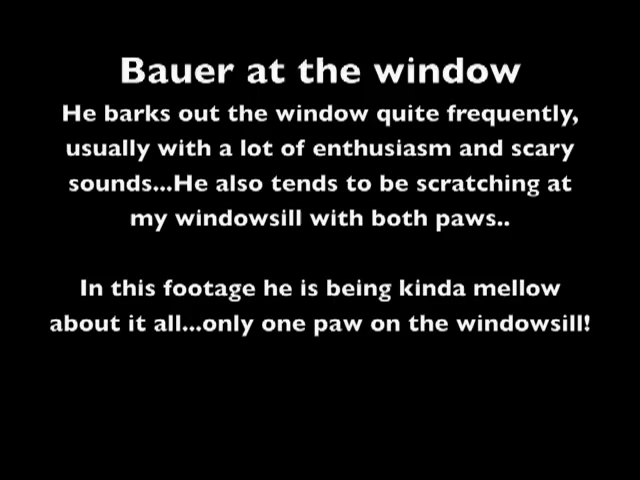 Bauer at the window
He barks out the window quite frequently,
usually with a lot of enthusiasm and scary
sounds...He also tends to be scratching at
my windowsill with both paws..
In this footage he is being kinda mellow
about it all...only one paw on the windowsill!